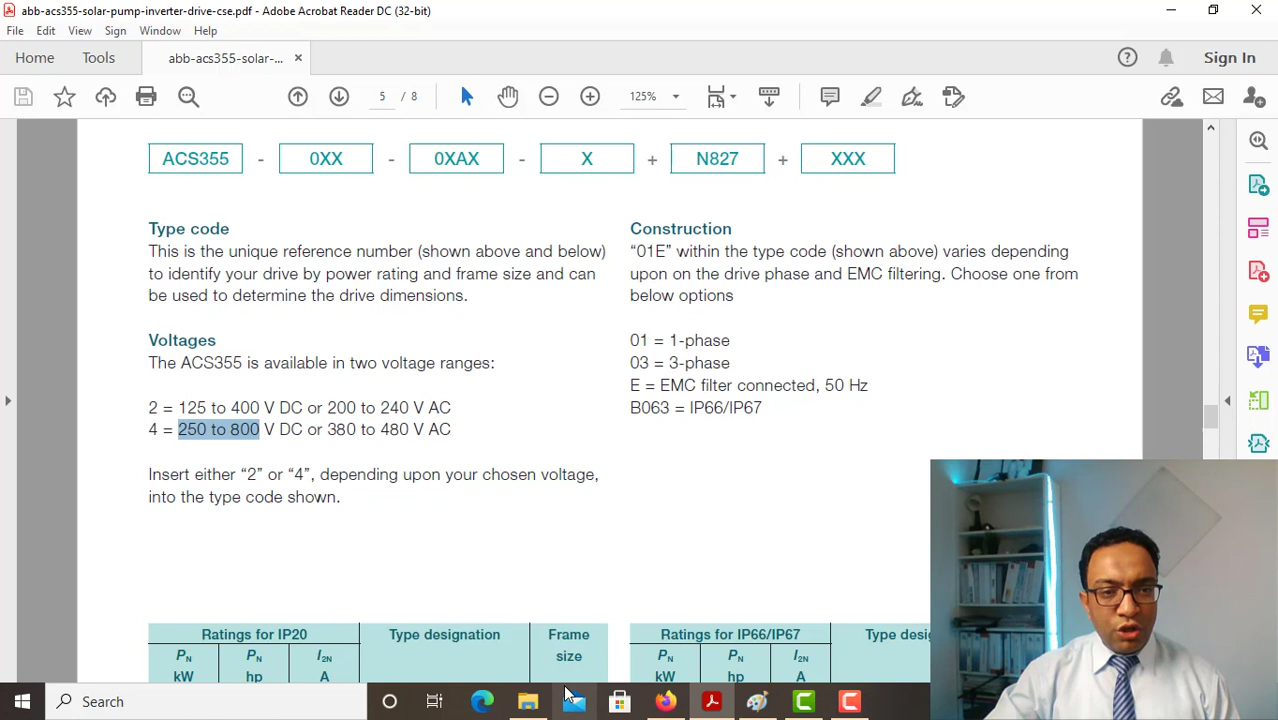 abb-acs355-solar-pump-inverter-drive-cse.pdf - Adobe Acrobat Reader DC (32-bit)
File Edit View Sign Window Help
Home Tools abb-acs355-solar-... × Sign In
5 / 8 125%
ACS355 - 0XX - 0XAX - X + N827 + XXX
Type code
This is the unique reference number (shown above and below)
to identify your drive by power rating and frame size and can
be used to determine the drive dimensions.
Voltages
The ACS355 is available in two voltage ranges:
2 = 125 to 400 V DC or 200 to 240 V AC
4 = 250 to 800 V DC or 380 to 480 V AC
Insert either “2” or “4”, depending upon your chosen voltage,
into the type code shown.
Construction
“01E” within the type code (shown above) varies depending
upon on the drive phase and EMC filtering. Choose one from
below options
01 = 1-phase
03 = 3-phase
E = EMC filter connected, 50 Hz
B063 = IP66/IP67
Ratings for IP20 Type designation Frame
size
PN PN I2N
kW hp A
Ratings for IP66/IP67 Type desig
PN PN I2N
kW hp A
Search